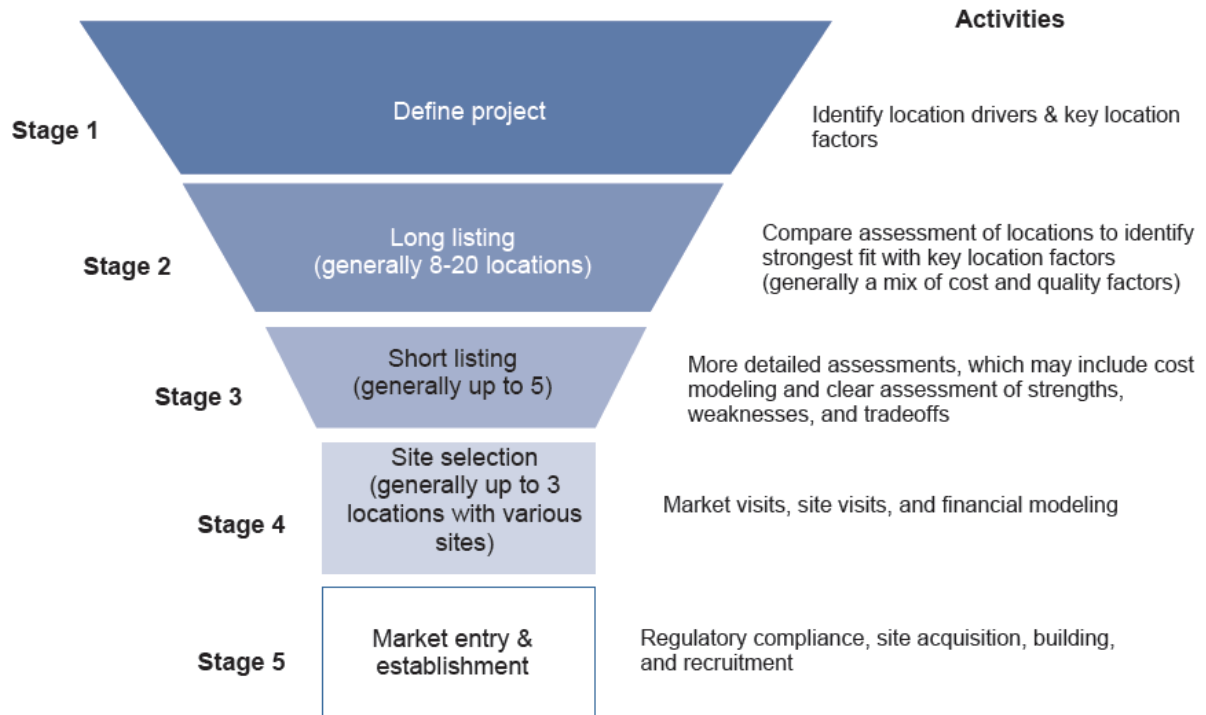 Activities
Stage 1
Define project
Identify location drivers & key location
factors
Stage 2
Long listing
(generally 8-20 locations)
Compare assessment of locations to identify
strongest fit with key location factors
(generally a mix of cost and quality factors)
Stage 3
Short listing
(generally up to 5)
More detailed assessments, which may include cost
modeling and clear assessment of strengths,
weaknesses, and tradeoffs
Stage 4
Site selection
(generally up to 3
locations with various
sites)
Market visits, site visits, and financial modeling
Stage 5
Market entry &
establishment
Regulatory compliance, site acquisition, building,
and recruitment